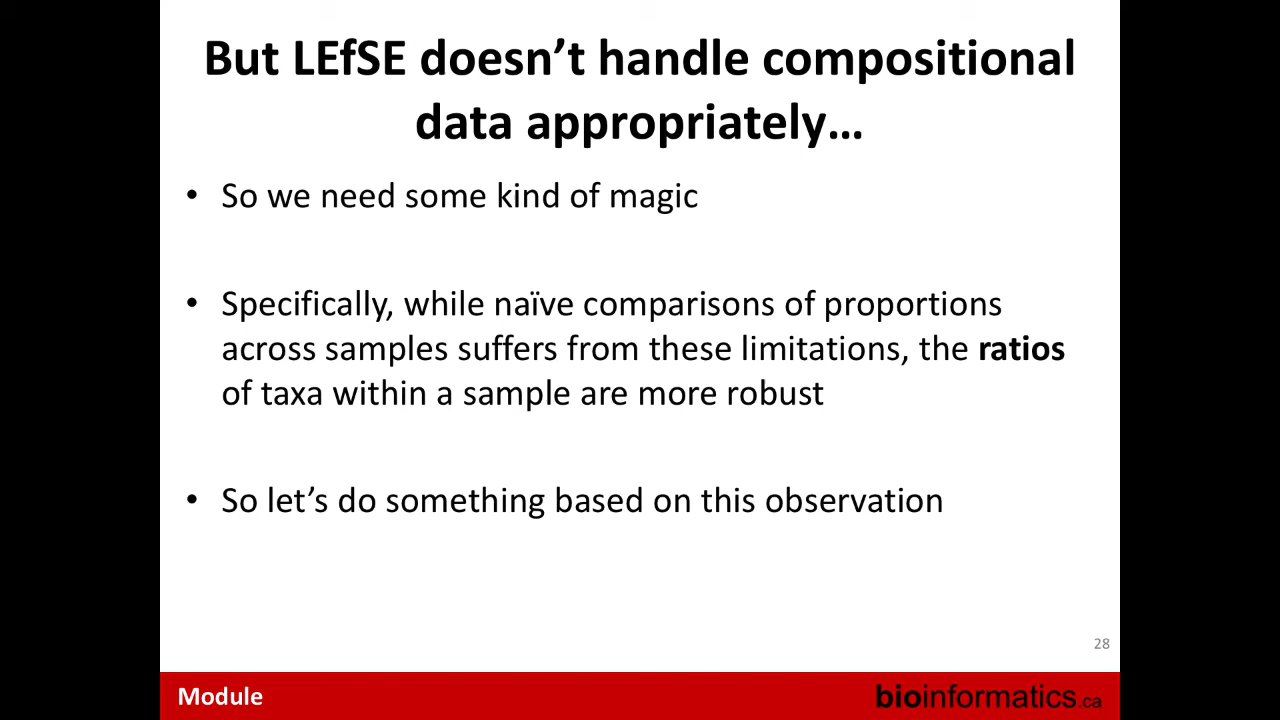 But LEfSE doesn’t handle compositional
data appropriately…
• So we need some kind of magic
• Specifically, while naïve comparisons of proportions
across samples suffers from these limitations, the ratios
of taxa within a sample are more robust
• So let’s do something based on this observation
28
Module
bioinformatics.ca